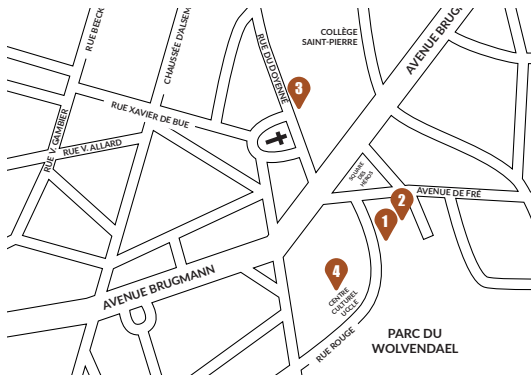 RUE BEECK
CHAUSSÉE D'ALSEM
RUE DU DOYENNÉ
COLLÈGE
SAINT-PIERRE
AVENUE BRUG
3
RUE XAVIER DE BUE
RUE V. GAMBIER
RUE V. ALLARD
SQUARE
DES
HÉROS
AVENUE DE FRÉ
2
1
4
AVENUE BRUGMANN
CENTRE
CULTUREL
UCCLE
RUE ROUGE
PARC DU
WOLVENDAEL